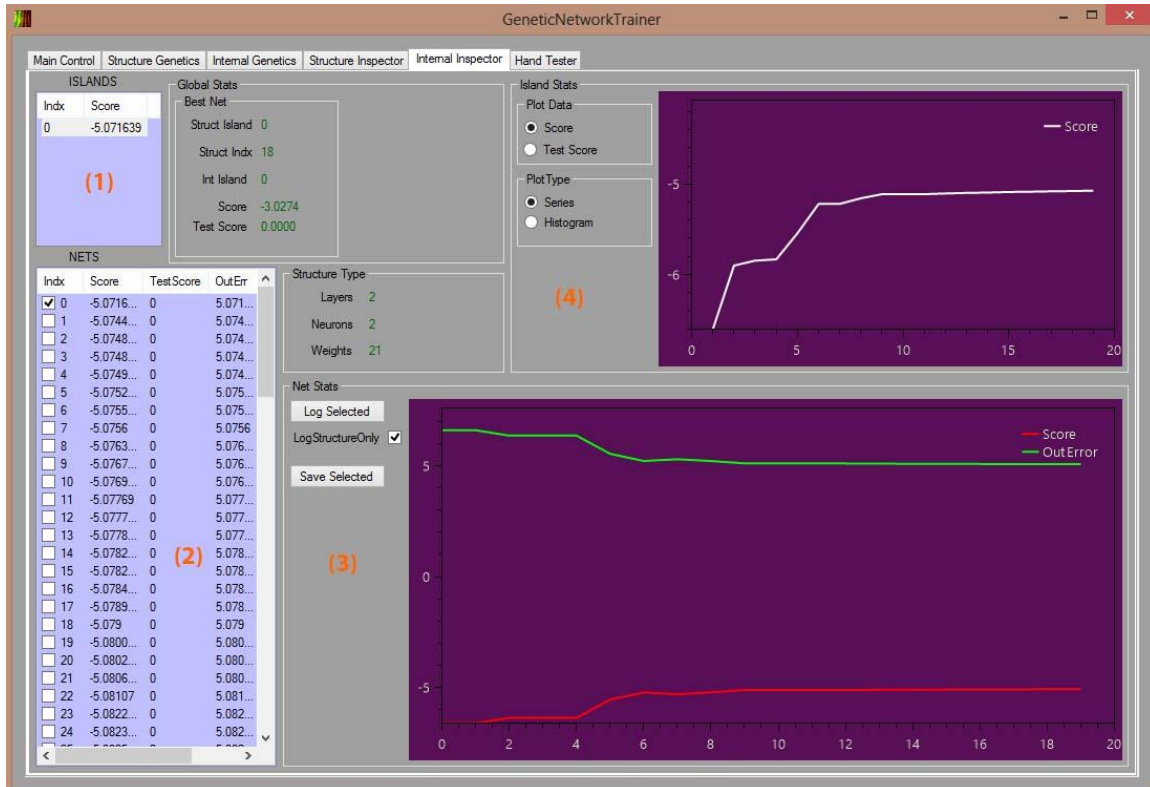 GeneticNetworkTrainer
Main Control Structure Genetics Internal Genetics Structure Inspector Internal Inspector Hand Tester
ISLANDS
Indx Score
0 -5.071639
(1)
Global Stats
Best Net
Struct Island 0
Struct Indx 18
Int Island 0
Score -3.0274
Test Score 0.0000
Island Stats
Plot Data
Score
Test Score
PlotType
Series
Histogram
(4)
Score
-5
-6
0 5 10 15 20
NETS
Indx Score TestScore OutErr
0 -5.0716... 0 5.071...
1 -5.0744... 0 5.074...
2 -5.0748... 0 5.074...
3 -5.0748... 0 5.074...
4 -5.0749... 0 5.074...
5 -5.0752... 0 5.075...
6 -5.0755... 0 5.075...
7 -5.0756 0 5.0756
8 -5.0763... 0 5.076...
9 -5.0767... 0 5.076...
10 -5.0769... 0 5.076...
11 -5.07769 0 5.077...
12 -5.0777... 0 5.077...
13 -5.0778... 0 5.077...
14 -5.0782... 0 5.078...
15 -5.0782... 0 5.078...
16 -5.0784... 0 5.078...
17 -5.0789... 0 5.078...
18 -5.079 0 5.079
19 -5.0800... 0 5.080...
20 -5.0802... 0 5.080...
21 -5.0806... 0 5.080...
22 -5.08107 0 5.081...
23 -5.0822... 0 5.082...
24 -5.0823... 0 5.082...
(2)
Structure Type
Layers 2
Neurons 2
Weights 21
Net Stats
Log Selected
LogStructureOnly
Save Selected
(3)
Score
OutError
5
0
-5
0 2 4 6 8 10 12 14 16 18 20